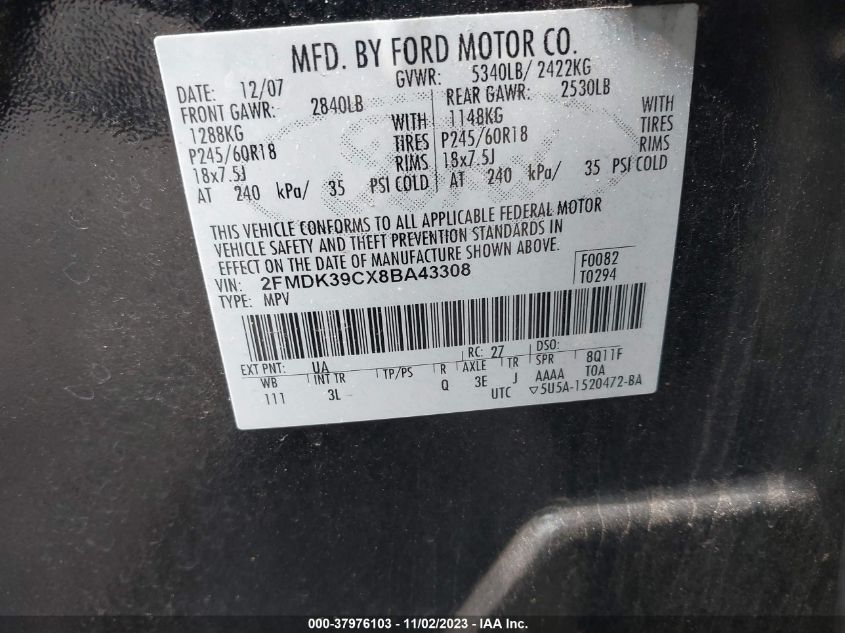 MFD. BY FORD MOTOR CO.
DATE: 12/07 GVWR: 5340LB/ 2422KG
FRONT GAWR: 2840LB REAR GAWR: 2530LB
1288KG WITH 1148KG WITH
P245/60R18 TIRES P245/60R18 TIRES
18x7.5J RIMS 18x7.5J RIMS
AT 240 kPa/ 35 PSI COLD AT 240 kPa/ 35 PSI COLD
THIS VEHICLE CONFORMS TO ALL APPLICABLE FEDERAL MOTOR
VEHICLE SAFETY AND THEFT PREVENTION STANDARDS IN
EFFECT ON THE DATE OF MANUFACTURE SHOWN ABOVE.
VIN: 2FMDK39CX8BA43308 F0082
TYPE: MPV T0294
EXT PNT: UA RC: 27 DSO:
WB INT TR TP/PS R AXLE TR SPR 8Q11F
111 3L Q 3E J AAAA TOA
UTC ▽5U5A-1520472-BA
000-37976103 - 11/02/2023 - IAA Inc.